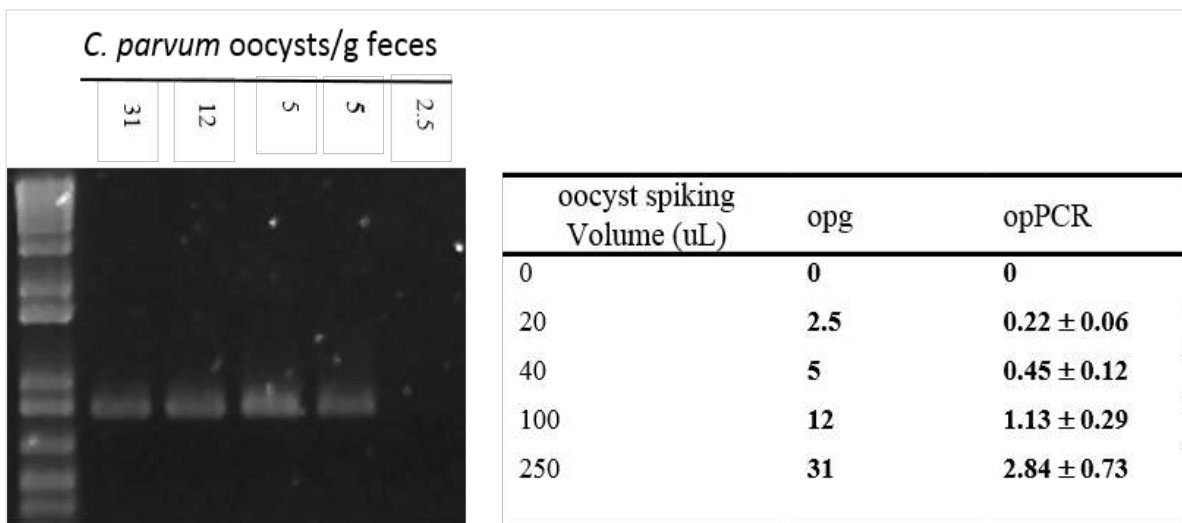 C. parvum oocysts/g feces
31 12 5 5 2.5
oocyst spiking Volume (uL) opg opPCR
0 0 0
20 2.5 0.22 ± 0.06
40 5 0.45 ± 0.12
100 12 1.13 ± 0.29
250 31 2.84 ± 0.73